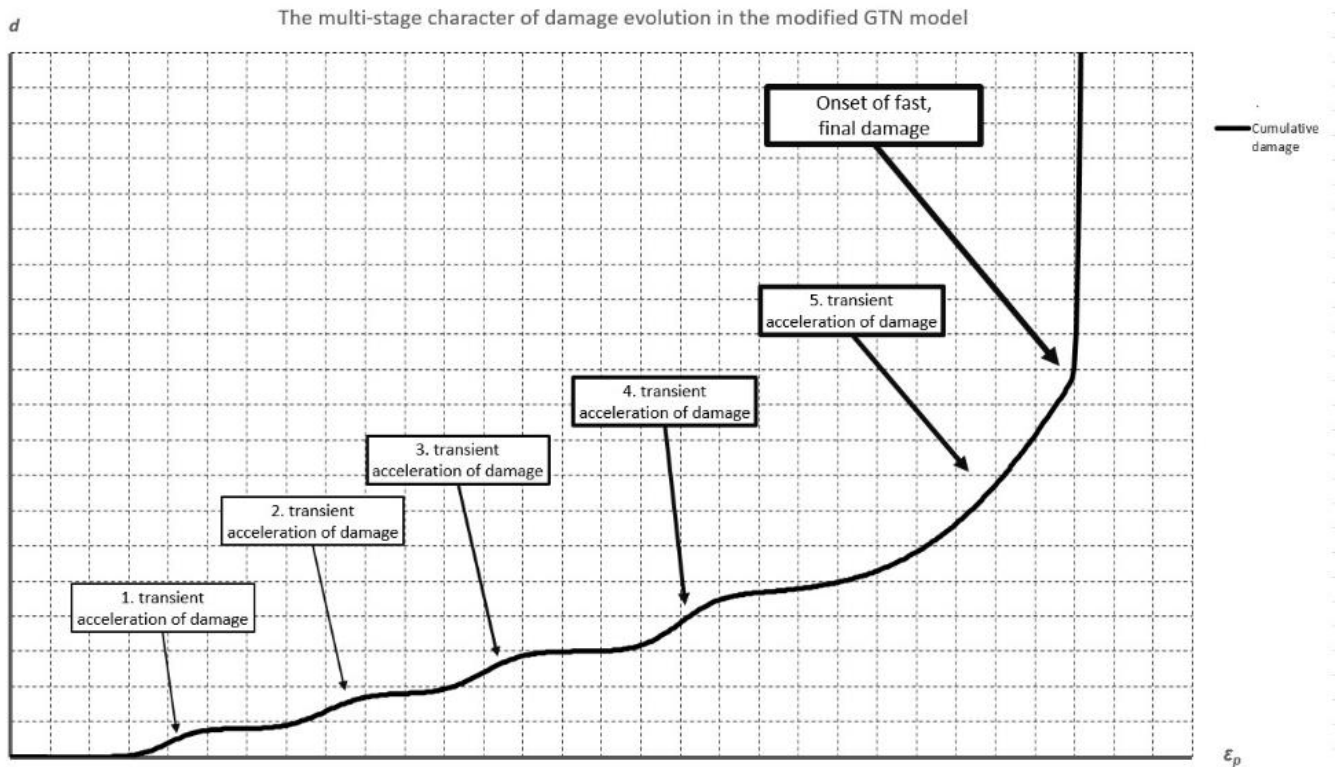 The multi-stage character of damage evolution in the modified GTN model
d
Onset of fast,
final damage
Cumulative
damage
5. transient
acceleration of damage
4. transient
acceleration of damage
3. transient
acceleration of damage
2. transient
acceleration of damage
1. transient
acceleration of damage
εp